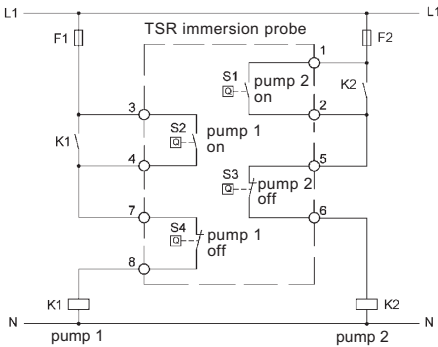 L1 L1
F1 TSR immersion probe F2
1
S1 pump 2 K2
Q on
3 2
S2 pump 1
K1 Q on
4 5
S3
Q pump 2
off
7 6
S4 pump 1
Q off
8
K1 K2
N N
pump 1 pump 2